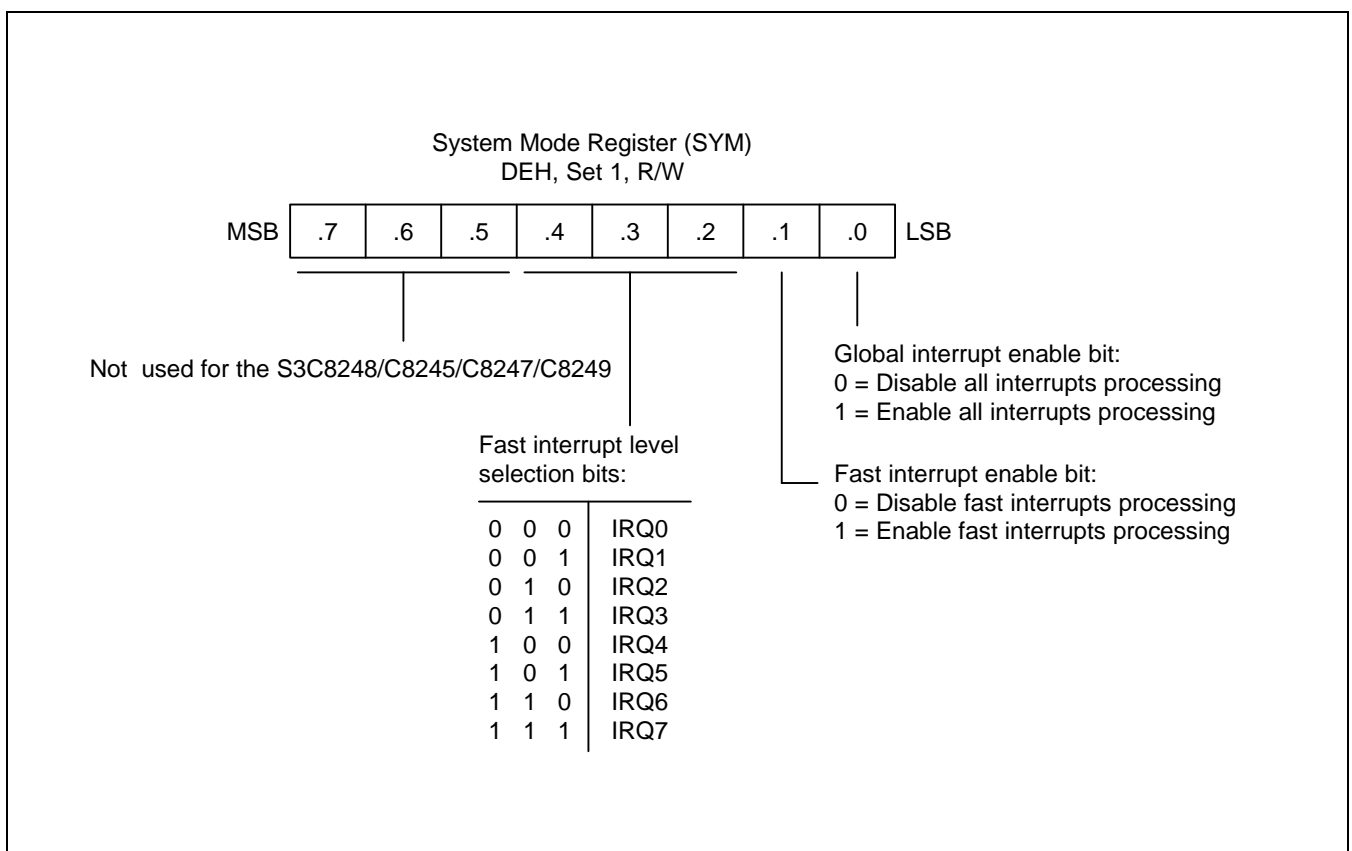 System Mode Register (SYM)
DEH, Set 1, R/W
MSB .7 .6 .5 .4 .3 .2 .1 .0 LSB
Not used for the S3C8248/C8245/C8247/C8249
Global interrupt enable bit:
0 = Disable all interrupts processing
1 = Enable all interrupts processing
Fast interrupt level
selection bits:
0 0 0 IRQ0
0 0 1 IRQ1
0 1 0 IRQ2
0 1 1 IRQ3
1 0 0 IRQ4
1 0 1 IRQ5
1 1 0 IRQ6
1 1 1 IRQ7
Fast interrupt enable bit:
0 = Disable fast interrupts processing
1 = Enable fast interrupts processing